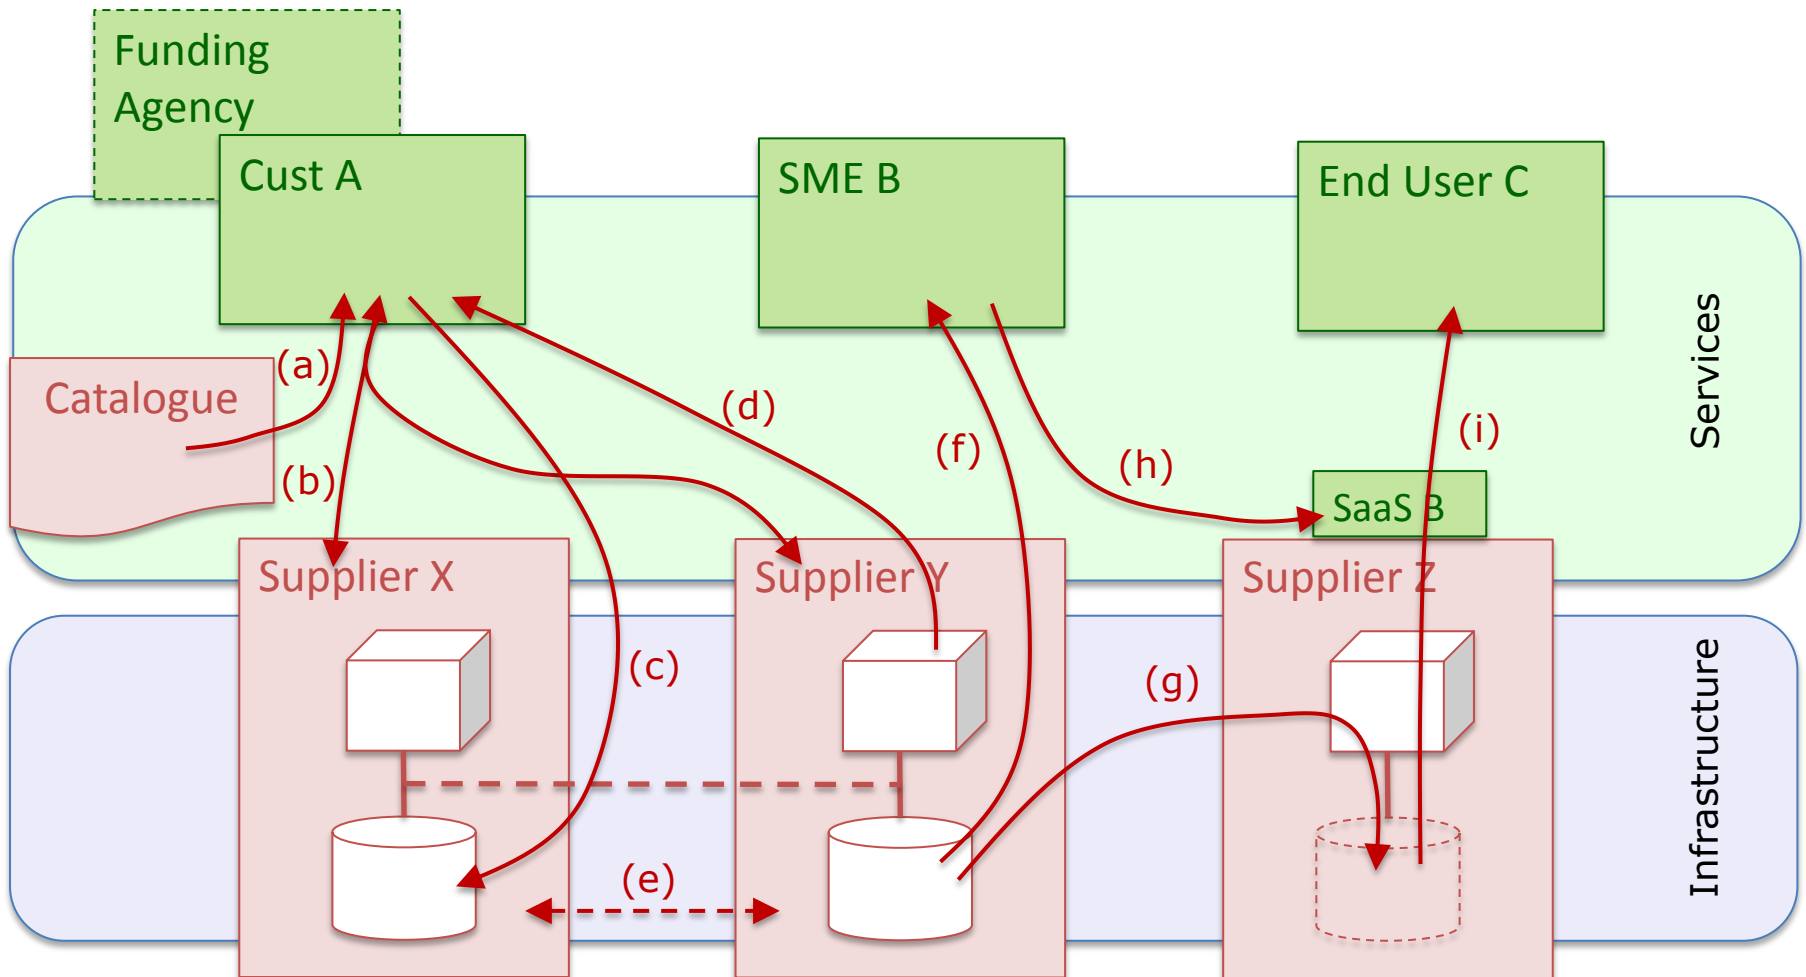 Funding
Agency
Cust A
SME B
End User C
(a)
Catalogue
(b)
(d)
(f)
(h)
(i)
SaaS B
Services
Supplier X
Supplier Y
Supplier Z
(c)
(g)
(e)
Infrastructure